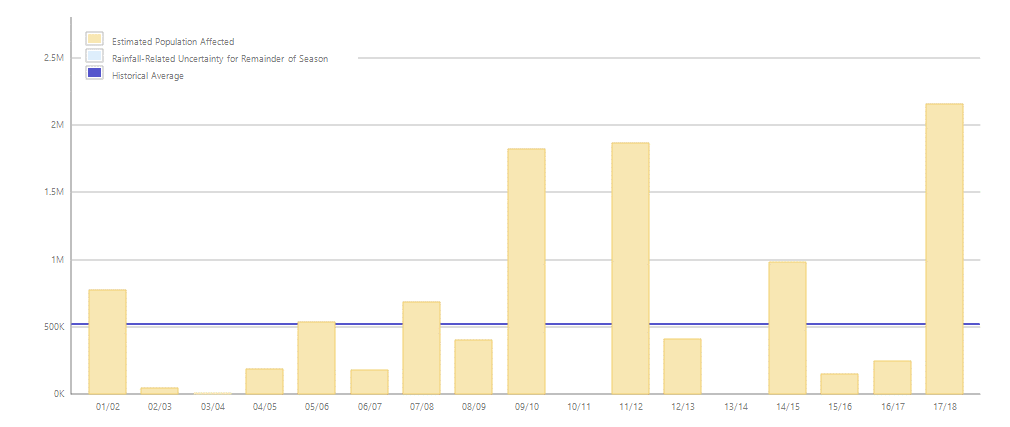 Estimated Population Affected
Rainfall-Related Uncertainty for Remainder of Season
Historical Average
2.5M
2M
1.5M
1M
500K
0K
01/02 02/03 03/04 04/05 05/06 06/07 07/08 08/09 09/10 10/11 11/12 12/13 13/14 14/15 15/16 16/17 17/18